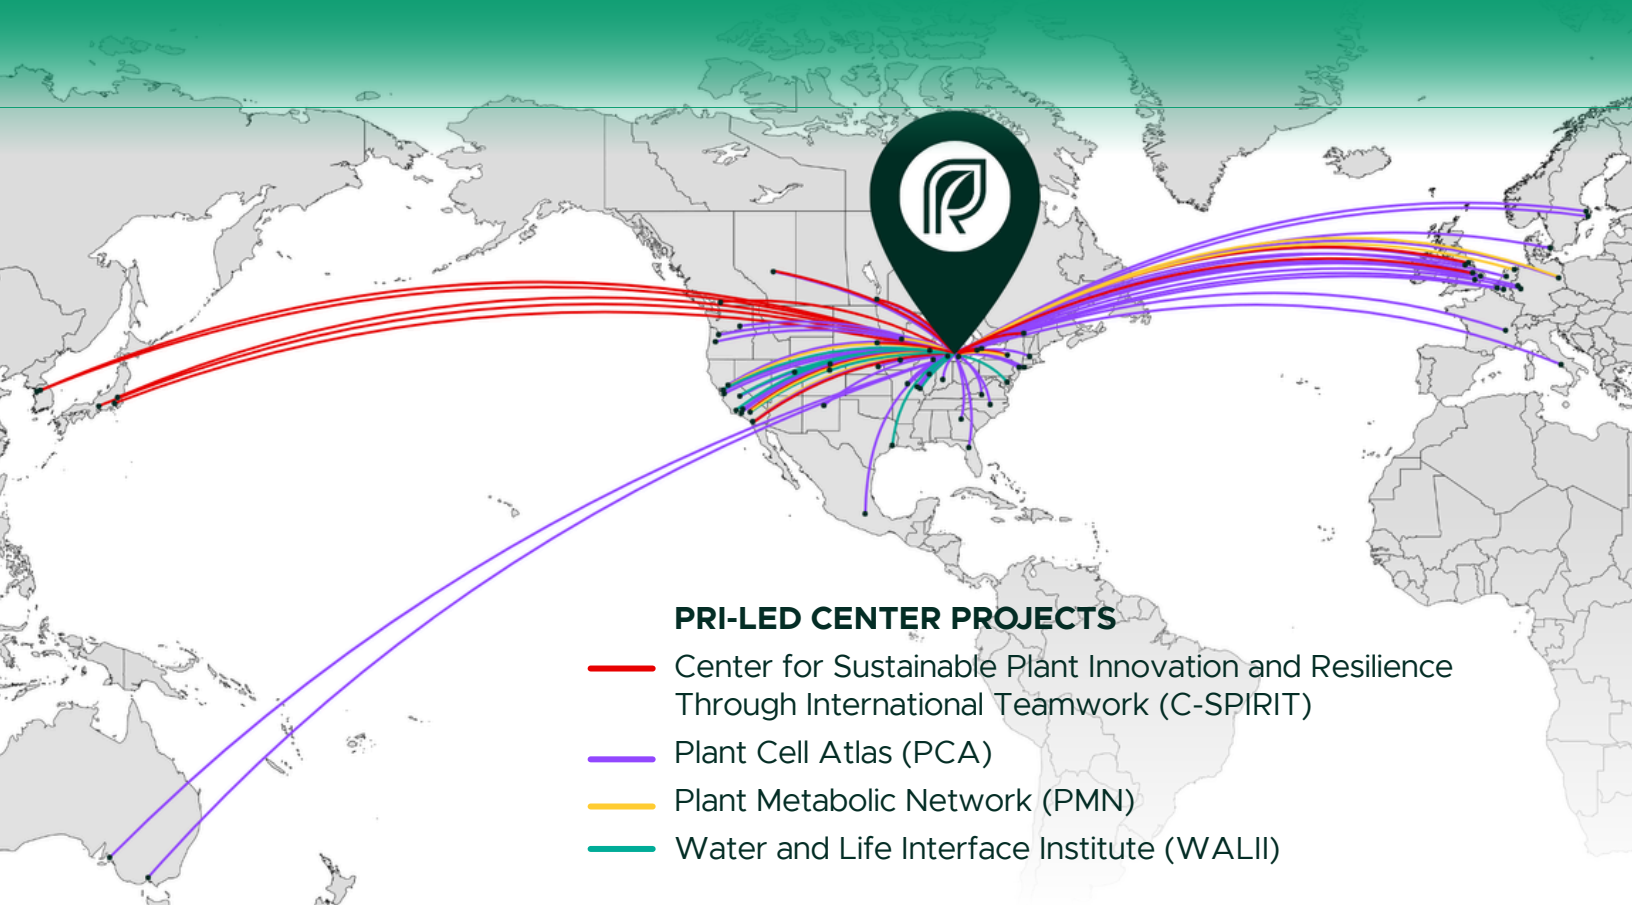 PRI-LED CENTER PROJECTS
Center for Sustainable Plant Innovation and Resilience
Through International Teamwork (C-SPIRIT)
Plant Cell Atlas (PCA)
Plant Metabolic Network (PMN)
Water and Life Interface Institute (WALII)